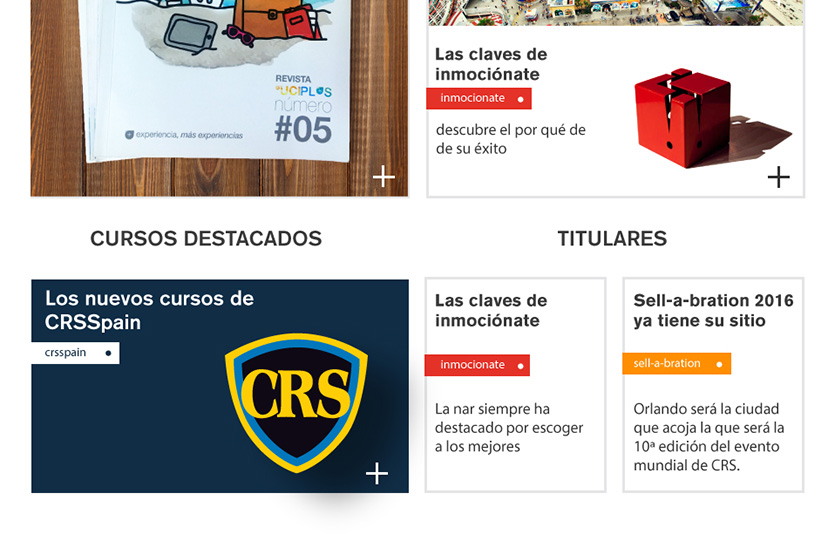 REVISTA
UCIPLUS
número
#05
experiencia, más experiencias
Las claves de
inmociónate
inmocionate
descubre el por qué de
de su éxito
CURSOS DESTACADOS
TITULARES
Los nuevos cursos de
CRSSpain
crsspain
CRS
Las claves de
inmociónate
inmocionate
La nar siempre ha
destacado por escoger
a los mejores
Sell-a-bration 2016
ya tiene su sitio
sell-a-bration
Orlando será la ciudad
que acoja la que será la
10ª edición del evento
mundial de CRS.